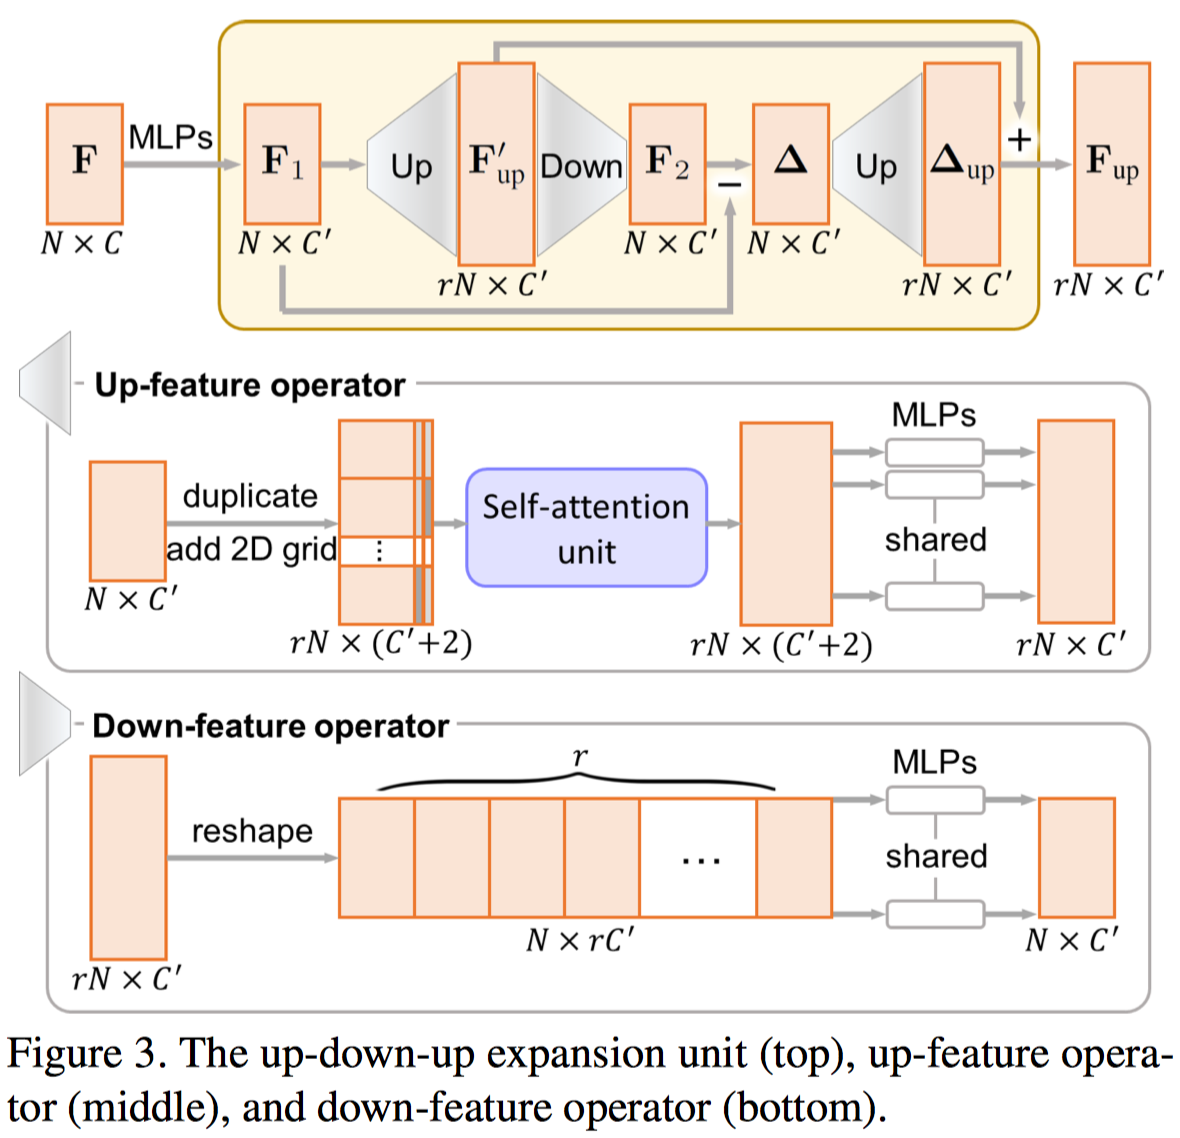 F
MLPs
F₁
Up
F′up
Down
F₂
−
Δ
Up
Δup
+
Fup
N × C
N × C′
rN × C′
N × C′
N × C′
rN × C′
rN × C′
Up-feature operator
duplicate
add 2D grid
N × C′
⋮
rN × (C′+2)
Self-attention
unit
rN × (C′+2)
MLPs
shared
rN × C′
Down-feature operator
rN × C′
reshape
r
...
N × rC′
MLPs
shared
N × C′
Figure 3. The up-down-up expansion unit (top), up-feature opera-
tor (middle), and down-feature operator (bottom).